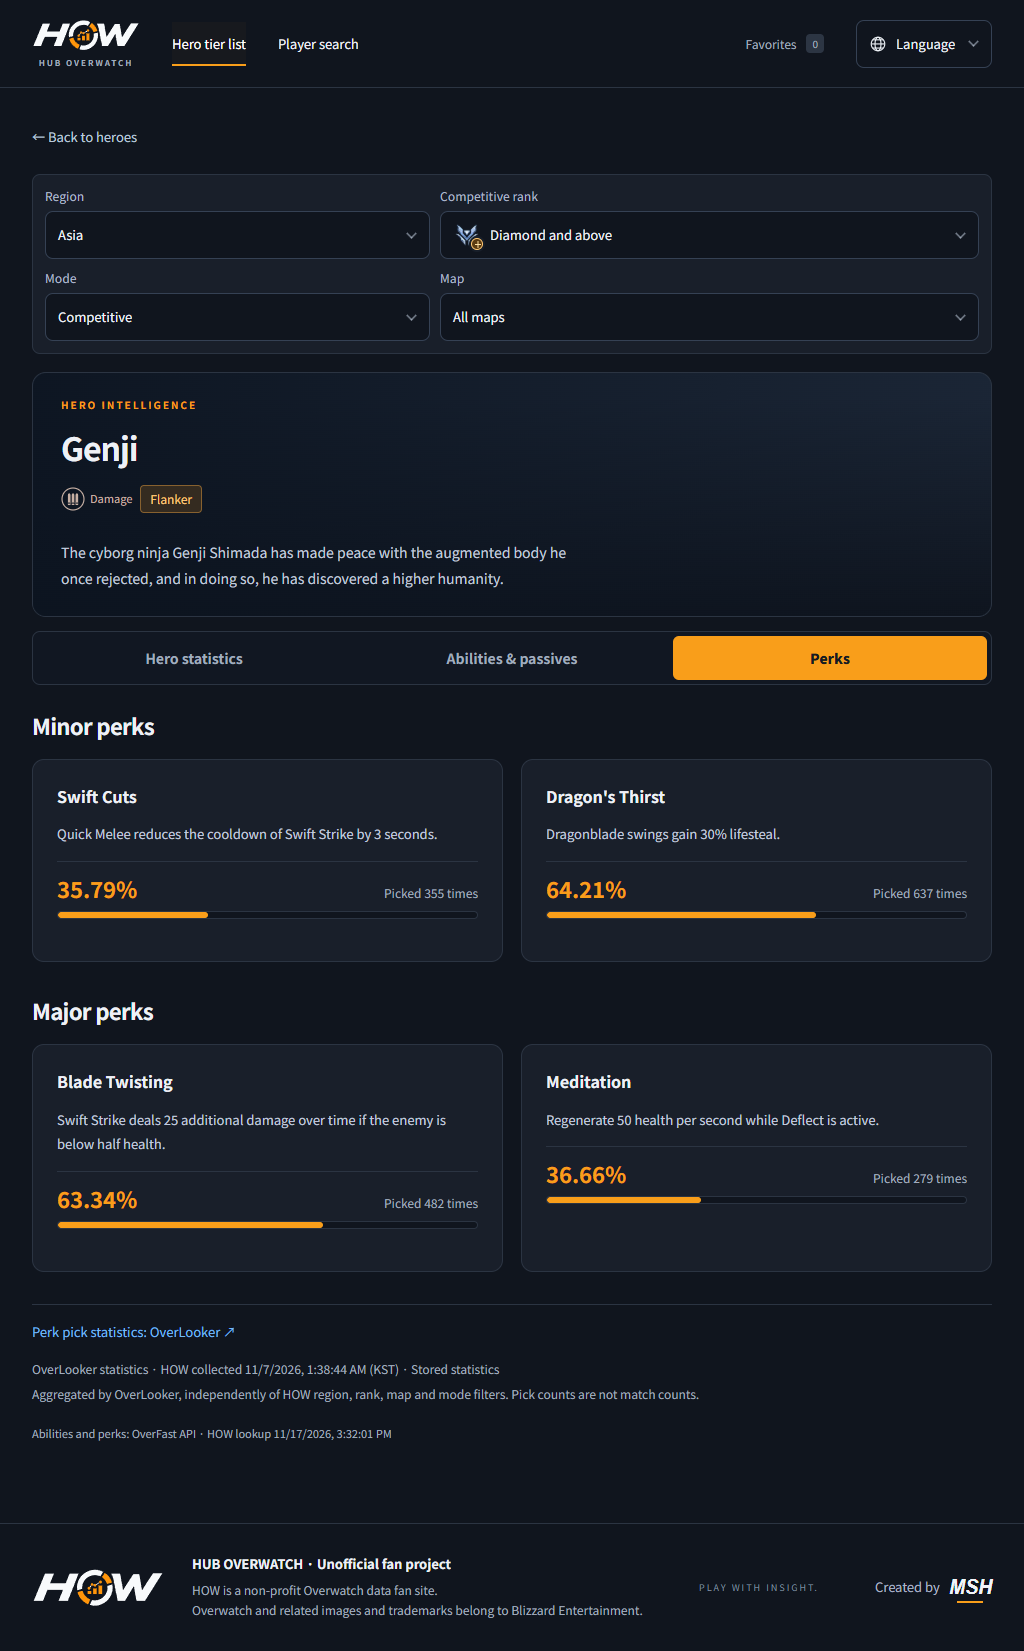 HOW
HUB OVERWATCH
Hero tier list
Player search
Favorites 0
Language
← Back to heroes
Region
Competitive rank
Asia
Diamond and above
Mode
Map
Competitive
All maps
HERO INTELLIGENCE
Genji
Damage
Flanker
The cyborg ninja Genji Shimada has made peace with the augmented body he
once rejected, and in doing so, he has discovered a higher humanity.
Hero statistics
Abilities & passives
Perks
Minor perks
Swift Cuts
Quick Melee reduces the cooldown of Swift Strike by 3 seconds.
35.79%
Picked 355 times
Dragon's Thirst
Dragonblade swings gain 30% lifesteal.
64.21%
Picked 637 times
Major perks
Blade Twisting
Swift Strike deals 25 additional damage over time if the enemy is
below half health.
63.34%
Picked 482 times
Meditation
Regenerate 50 health per second while Deflect is active.
36.66%
Picked 279 times
Perk pick statistics: OverLooker ↗
OverLooker statistics · HOW collected 11/7/2026, 1:38:44 AM (KST) · Stored statistics
Aggregated by OverLooker, independently of HOW region, rank, map and mode filters. Pick counts are not match counts.
Abilities and perks: OverFast API · HOW lookup 11/17/2026, 3:32:01 PM
HOW
HUB OVERWATCH · Unofficial fan project
HOW is a non-profit Overwatch data fan site.
Overwatch and related images and trademarks belong to Blizzard Entertainment.
PLAY WITH INSIGHT.
Created by MSH